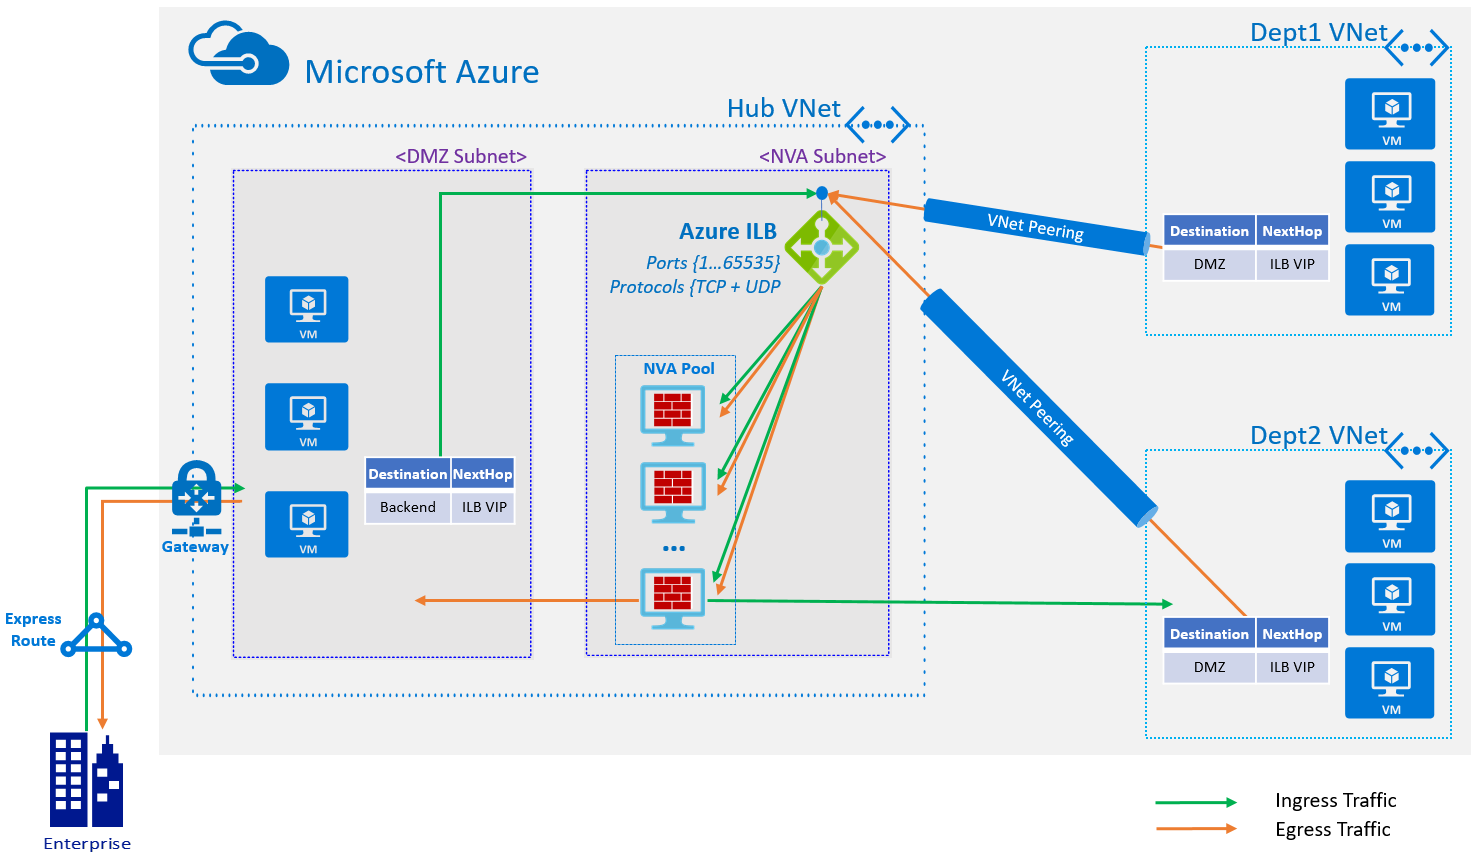 Microsoft Azure
Hub VNet
<DMZ Subnet>
<NVA Subnet>
Azure ILB
Ports {1...65535}
Protocols {TCP + UDP
NVA Pool
...
VM
VM
VM
Destination NextHop
Backend ILB VIP
Gateway
Express
Route
Enterprise
VNet Peering
VNet Peering
Dept1 VNet
Destination NextHop
DMZ ILB VIP
VM
VM
VM
Dept2 VNet
Destination NextHop
DMZ ILB VIP
VM
VM
VM
Ingress Traffic
Egress Traffic